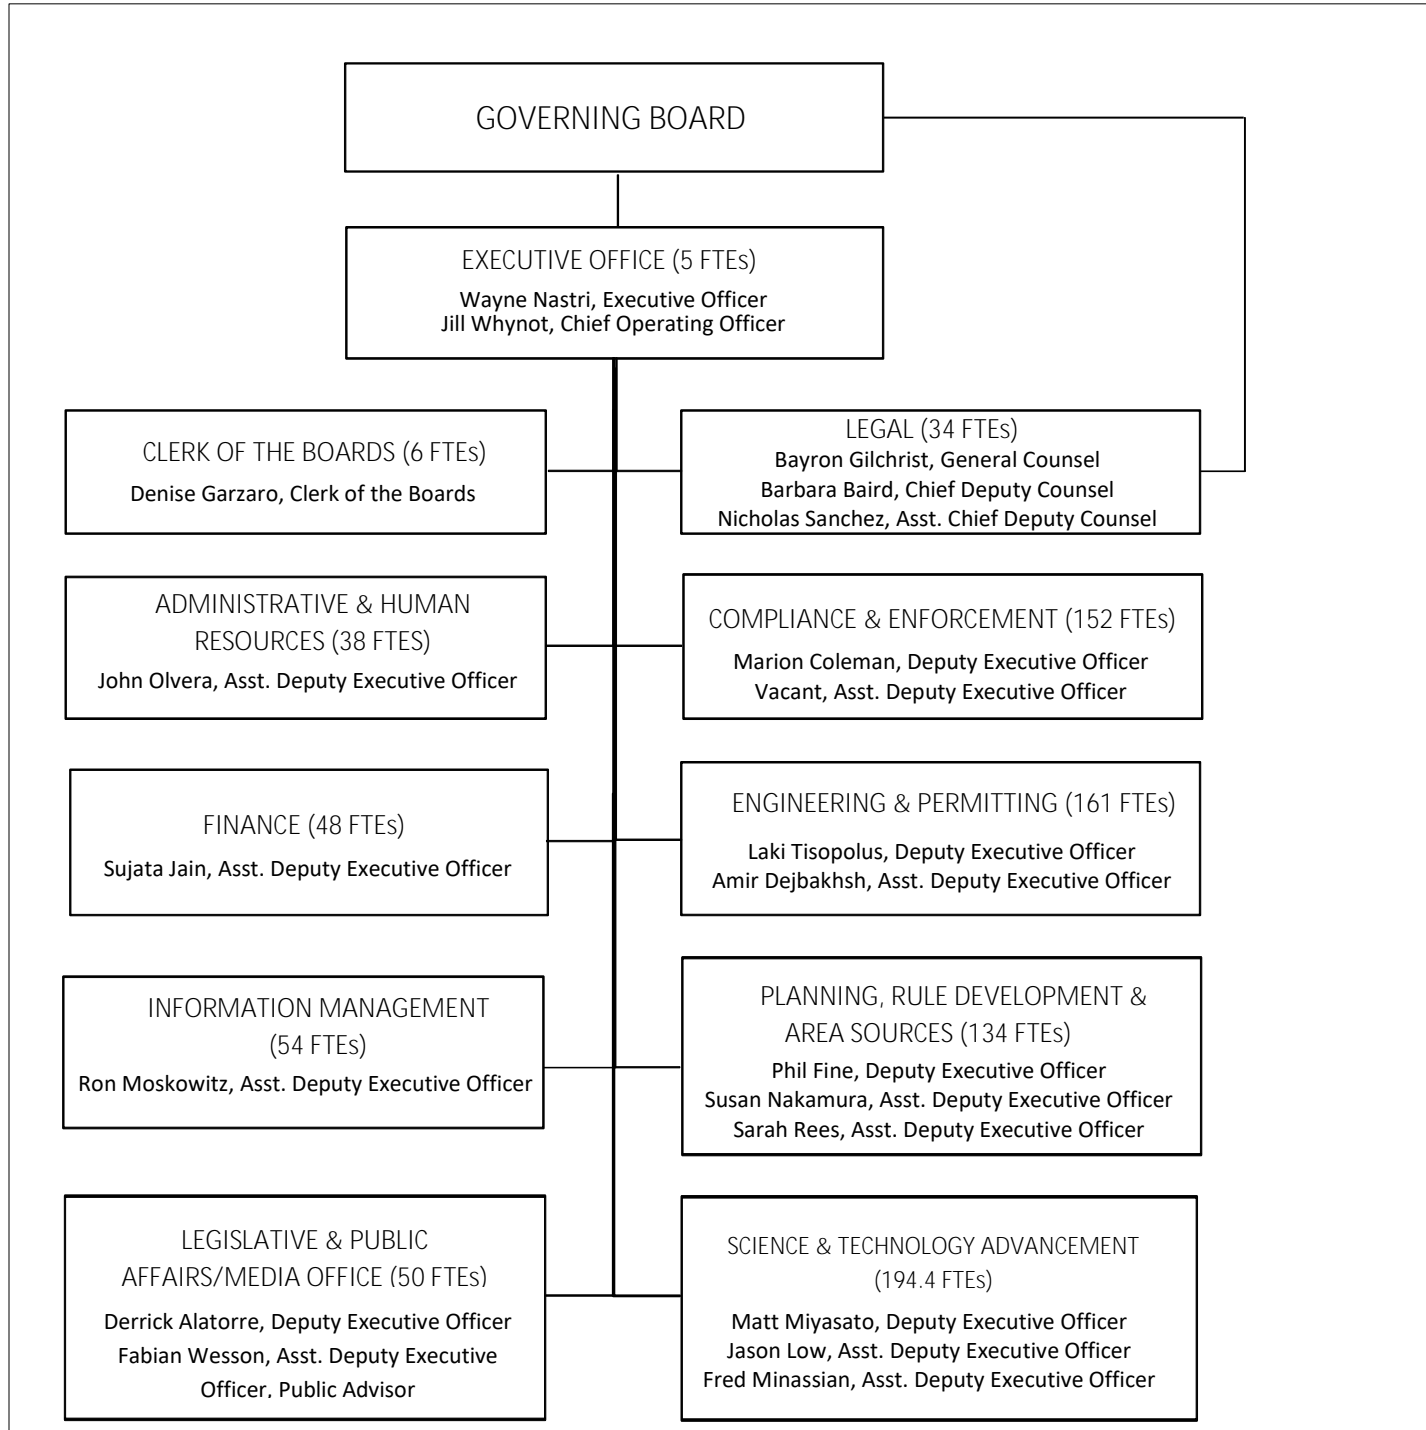 GOVERNING BOARD
EXECUTIVE OFFICE (5 FTEs)
Wayne Nastri, Executive Officer
Jill Whynot, Chief Operating Officer
CLERK OF THE BOARDS (6 FTEs)
Denise Garzaro, Clerk of the Boards
LEGAL (34 FTEs)
Bayron Gilchrist, General Counsel
Barbara Baird, Chief Deputy Counsel
Nicholas Sanchez, Asst. Chief Deputy Counsel
ADMINISTRATIVE & HUMAN
RESOURCES (38 FTES)
John Olvera, Asst. Deputy Executive Officer
COMPLIANCE & ENFORCEMENT (152 FTEs)
Marion Coleman, Deputy Executive Officer
Vacant, Asst. Deputy Executive Officer
FINANCE (48 FTEs)
Sujata Jain, Asst. Deputy Executive Officer
ENGINEERING & PERMITTING (161 FTEs)
Laki Tisopolus, Deputy Executive Officer
Amir Dejbakhsh, Asst. Deputy Executive Officer
INFORMATION MANAGEMENT
(54 FTEs)
Ron Moskowitz, Asst. Deputy Executive Officer
PLANNING, RULE DEVELOPMENT &
AREA SOURCES (134 FTEs)
Phil Fine, Deputy Executive Officer
Susan Nakamura, Asst. Deputy Executive Officer
Sarah Rees, Asst. Deputy Executive Officer
LEGISLATIVE & PUBLIC
AFFAIRS/MEDIA OFFICE (50 FTEs)
Derrick Alatorre, Deputy Executive Officer
Fabian Wesson, Asst. Deputy Executive
Officer, Public Advisor
SCIENCE & TECHNOLOGY ADVANCEMENT
(194.4 FTEs)
Matt Miyasato, Deputy Executive Officer
Jason Low, Asst. Deputy Executive Officer
Fred Minassian, Asst. Deputy Executive Officer